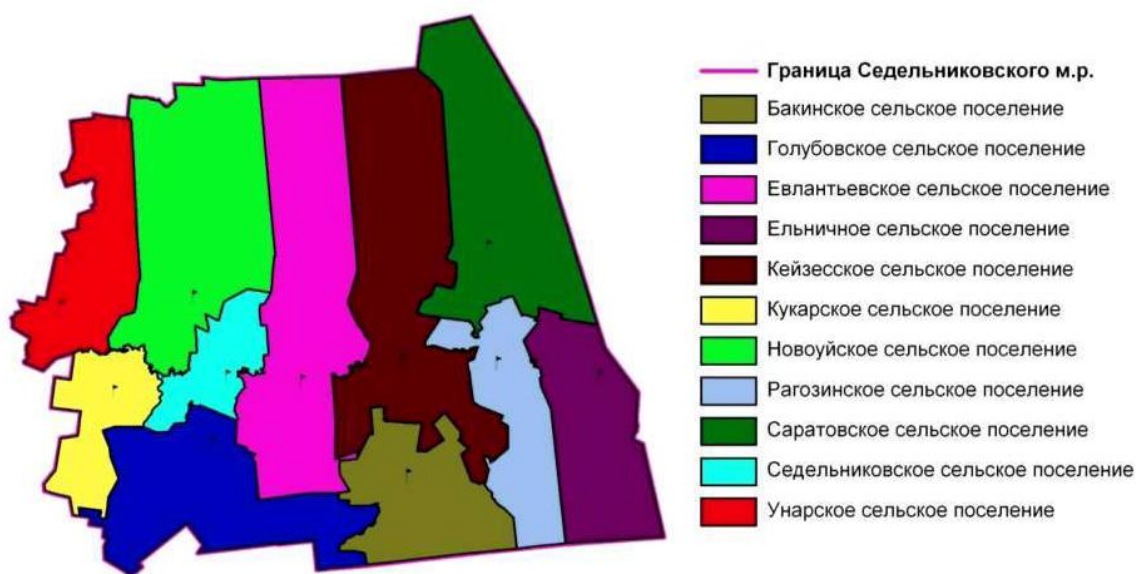 Граница Седельниковского м.р.
Бакинское сельское поселение
Голубовское сельское поселение
Евлантьевское сельское поселение
Ельничное сельское поселение
Кейзесское сельское поселение
Кукарское сельское поселение
Новоуйское сельское поселение
Рагозинское сельское поселение
Саратовское сельское поселение
Седельниковское сельское поселение
Унарское сельское поселение